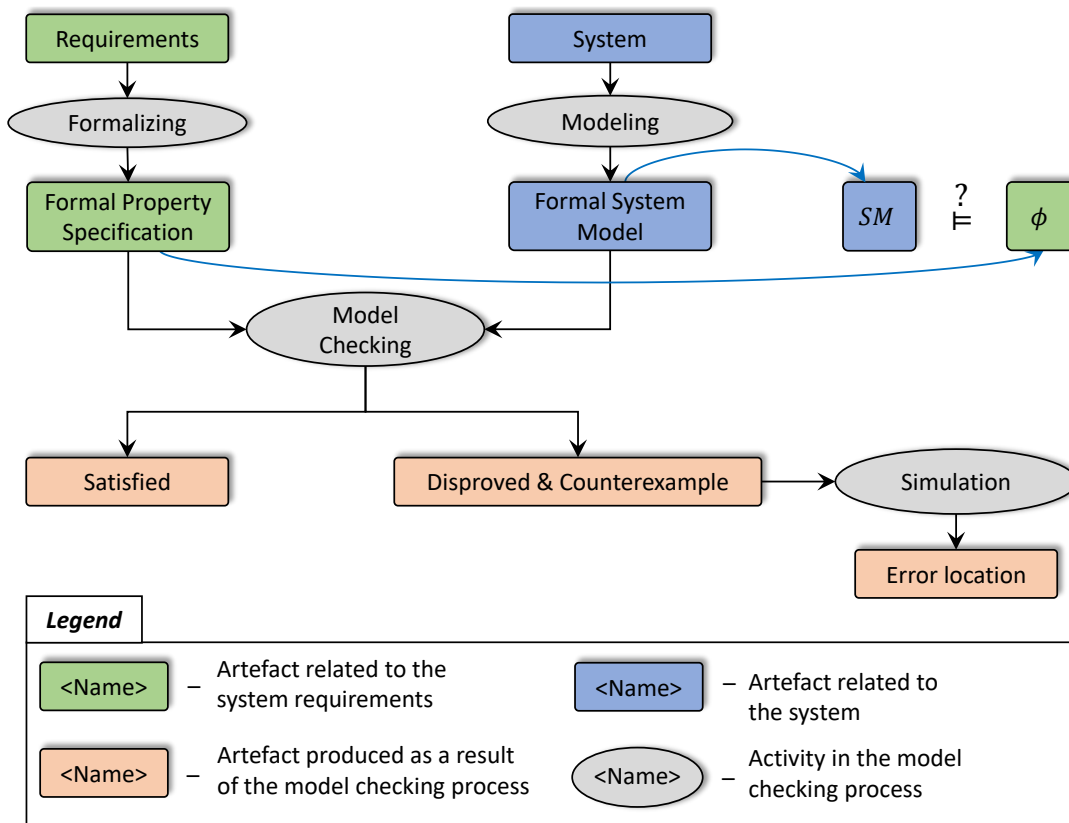 Requirements
System
Formalizing
Modeling
Formal Property
Specification
Formal System
Model
SM
?
⊨
ϕ
Model
Checking
Satisfied
Disproved & Counterexample
Simulation
Error location
Legend
<Name> – Artefact related to the
system requirements
<Name> – Artefact related to
the system
<Name> – Artefact produced as a result
of the model checking process
<Name> – Activity in the model
checking process